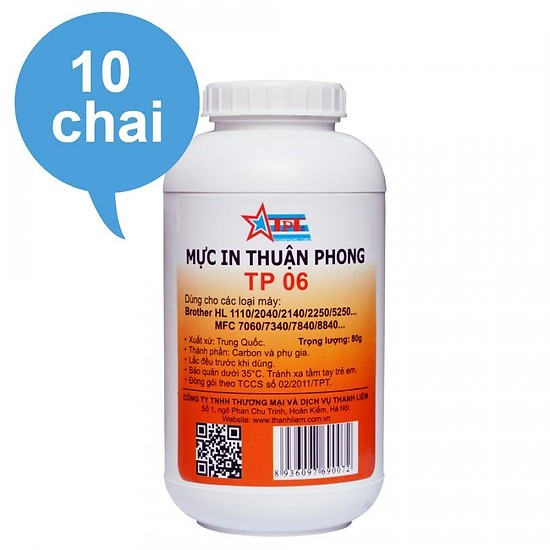 10
chai
TPT
MỰC IN THUẬN PHONG
TP 06
Dùng cho các loại máy:
Brother HL 1110/2040/2140/2250/5250...
MFC 7060/7340/7840/8840...
• Xuất xứ: Trung Quốc. Trọng lượng: 80g
• Thành phần: Carbon và phụ gia.
• Lắc đều trước khi dùng.
• Bảo quản dưới 35°C. Tránh xa tầm tay trẻ em.
• Đóng gói theo TCCS số 02/2011/TPT.
CÔNG TY TNHH THƯƠNG MẠI VÀ DỊCH VỤ THANH LIÊM
Số 1, ngõ Phan Chu Trinh, Hoàn Kiếm, Hà Nội.
Website: www.thanhliem.com.vn
8 936097 690072